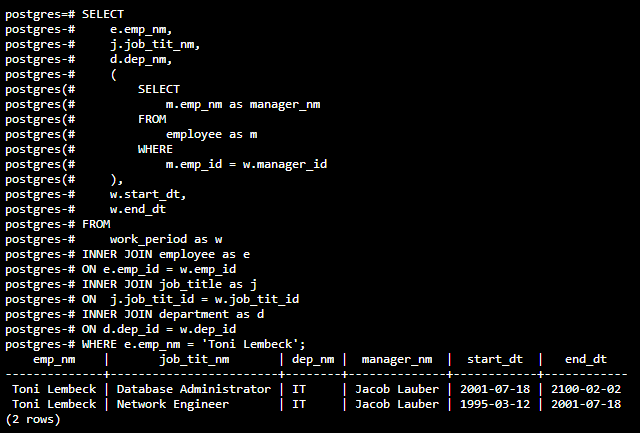 postgres=# SELECT
postgres-#     e.emp_nm,
postgres-#     j.job_tit_nm,
postgres-#     d.dep_nm,
postgres-#     (
postgres(#         SELECT
postgres(#             m.emp_nm as manager_nm
postgres(#         FROM
postgres(#             employee as m
postgres(#         WHERE
postgres(#             m.emp_id = w.manager_id
postgres(#     ),
postgres-#     w.start_dt,
postgres-#     w.end_dt
postgres-# FROM
postgres-#     work_period as w
postgres-# INNER JOIN employee as e
postgres-# ON e.emp_id = w.emp_id
postgres-# INNER JOIN job_title as j
postgres-# ON  j.job_tit_id = w.job_tit_id
postgres-# INNER JOIN department as d
postgres-# ON d.dep_id = w.dep_id
postgres-# WHERE e.emp_nm = 'Toni Lembeck';
    emp_nm    |      job_tit_nm        | dep_nm |  manager_nm  |  start_dt  |   end_dt
--------------+------------------------+--------+--------------+------------+------------
 Toni Lembeck | Database Administrator | IT     | Jacob Lauber | 2001-07-18 | 2100-02-02
 Toni Lembeck | Network Engineer       | IT     | Jacob Lauber | 1995-03-12 | 2001-07-18
(2 rows)